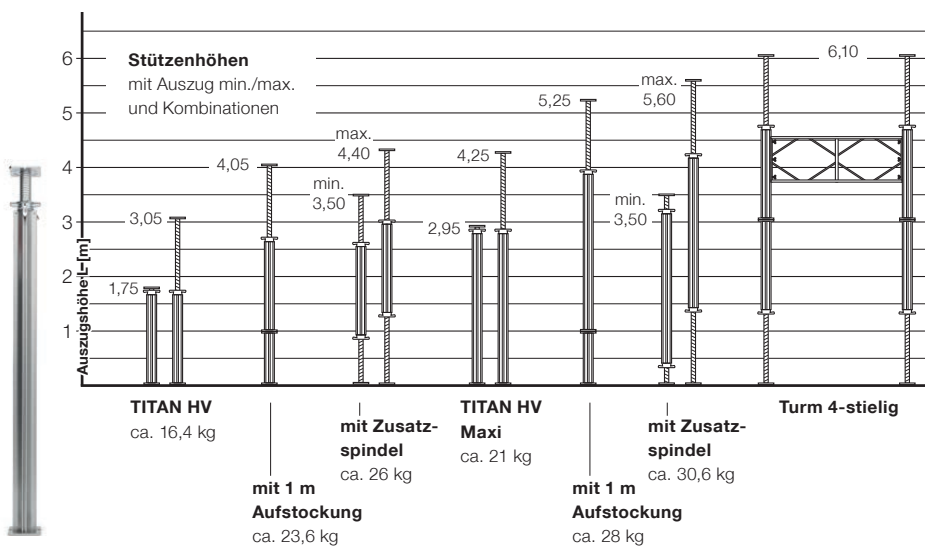 Stützenhöhen
mit Auszug min./max.
und Kombinationen
Auszugshöhe L [m]
6
5
4
3
2
1
1,75
3,05
4,05
min.
3,50
max.
4,40
2,95
4,25
5,25
min.
3,50
max.
5,60
6,10
TITAN HV
ca. 16,4 kg
mit 1 m
Aufstockung
ca. 23,6 kg
mit Zusatz-
spindel
ca. 26 kg
TITAN HV
Maxi
ca. 21 kg
mit 1 m
Aufstockung
ca. 28 kg
mit Zusatz-
spindel
ca. 30,6 kg
Turm 4-stielig